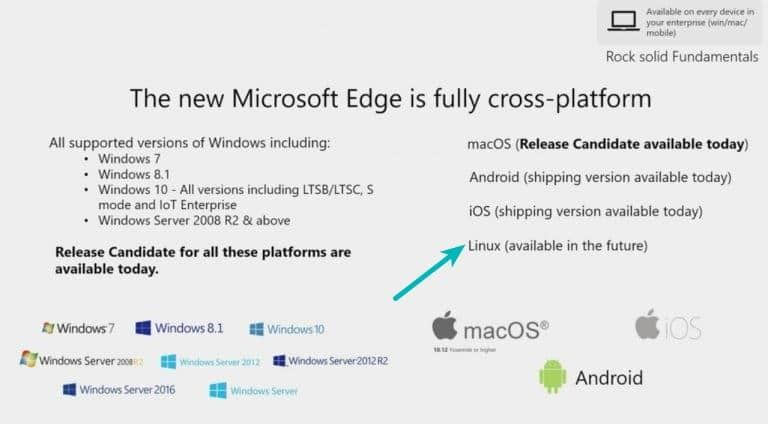 Available on every device in
your enterprise (win/mac/
mobile)
Rock solid Fundamentals
The new Microsoft Edge is fully cross-platform
All supported versions of Windows including:
• Windows 7
• Windows 8.1
• Windows 10 - All versions including LTSB/LTSC, S
mode and IoT Enterprise
• Windows Server 2008 R2 & above
Release Candidate for all these platforms are
available today.
macOS (Release Candidate available today)
Android (shipping version available today)
iOS (shipping version available today)
Linux (available in the future)
Windows 7
Windows 8.1
Windows 10
Windows Server 2008 R2
Windows Server 2012
Windows Server 2012 R2
Windows Server 2016
Windows Server
macOS®
10.12 Yosemite or higher
iOS
Android